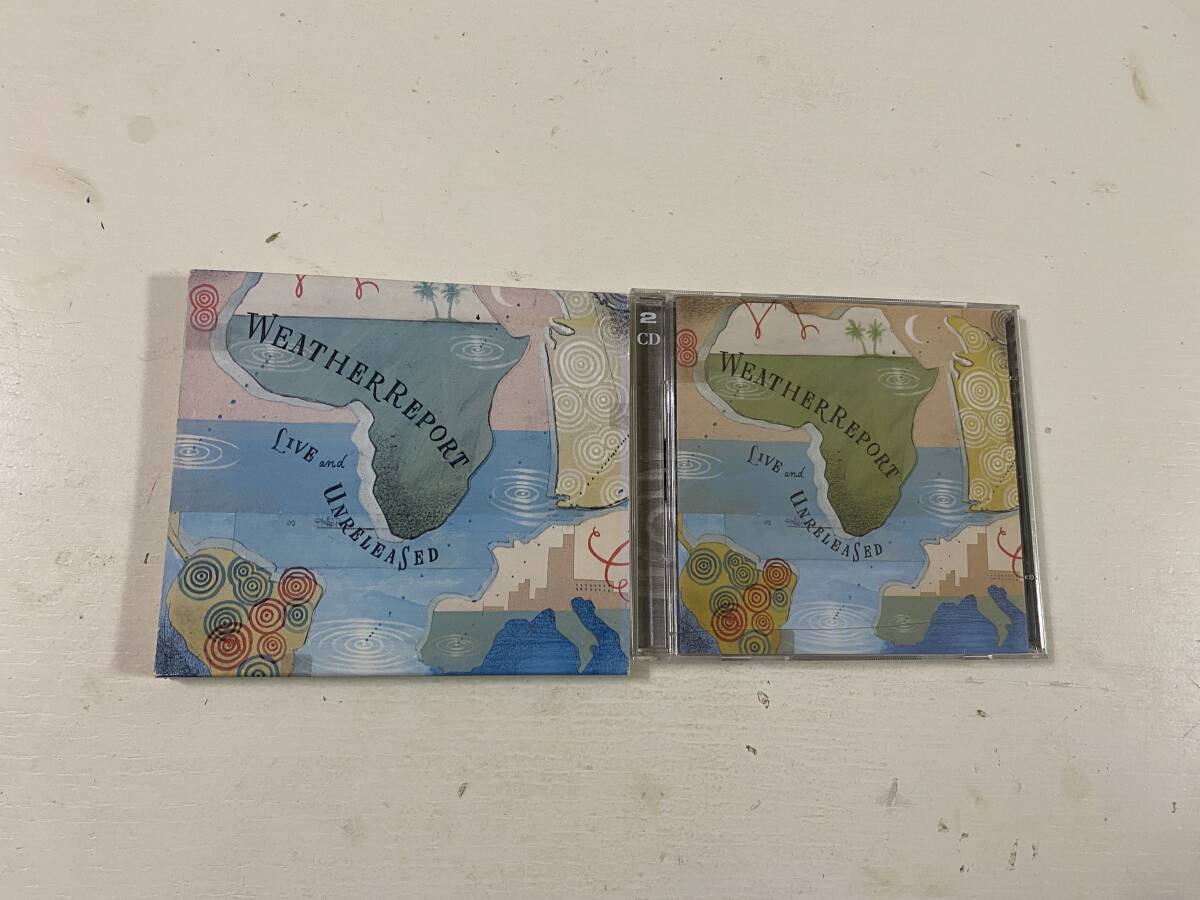 WEATHERREPORT
LIVE and
UNRELEASED
2
CD
WEATHERREPORT
LIVE and
UNRELEASED